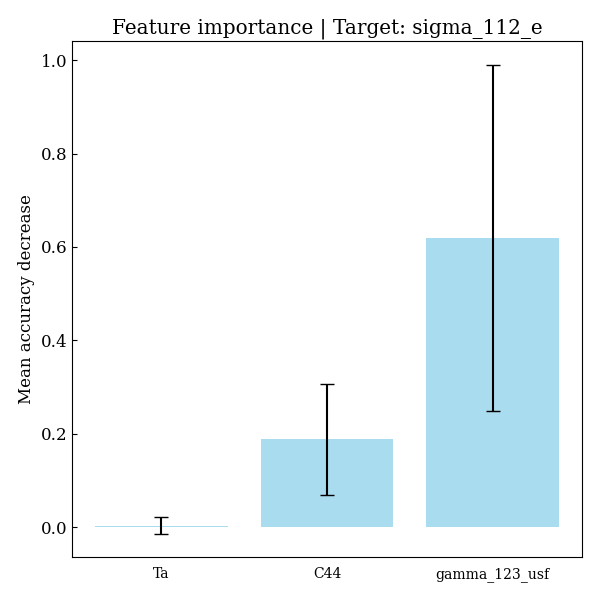 Feature importance | Target: sigma_112_e
Mean accuracy decrease
1.0
0.8
0.6
0.4
0.2
0.0
Ta
C44
gamma_123_usf